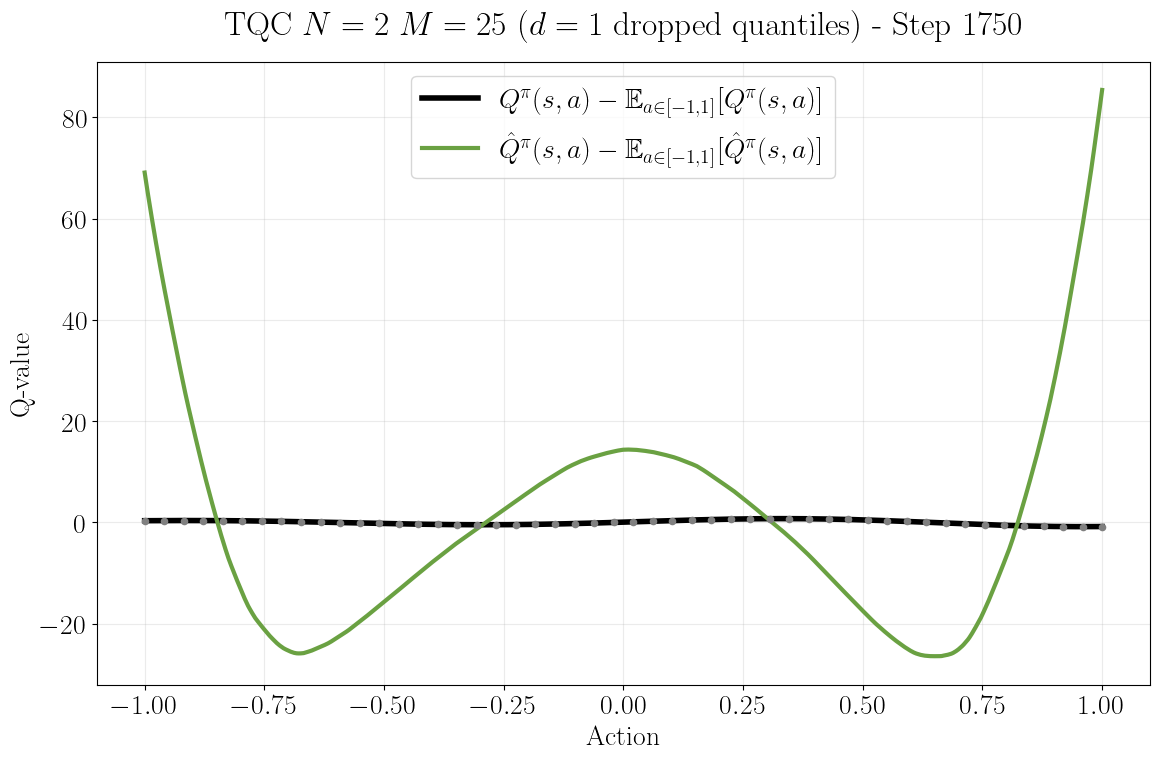 TQC N = 2 M = 25 (d = 1 dropped quantiles) - Step 1750
Q^π(s, a) − 𝔼_{a∈[−1,1]}[Q^π(s, a)]
Q̂^π(s, a) − 𝔼_{a∈[−1,1]}[Q̂^π(s, a)]
80
60
40
20
0
−20
Q-value
−1.00 −0.75 −0.50 −0.25 0.00 0.25 0.50 0.75 1.00
Action